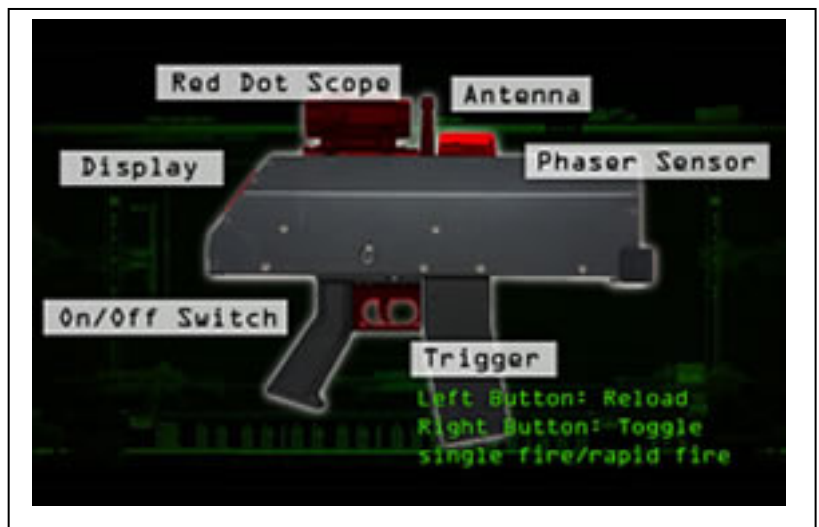 Red Dot Scope
Antenna
Display
Phaser Sensor
On/Off Switch
Trigger
Left Button: Reload
Right Button: Toggle
single fire/rapid fire